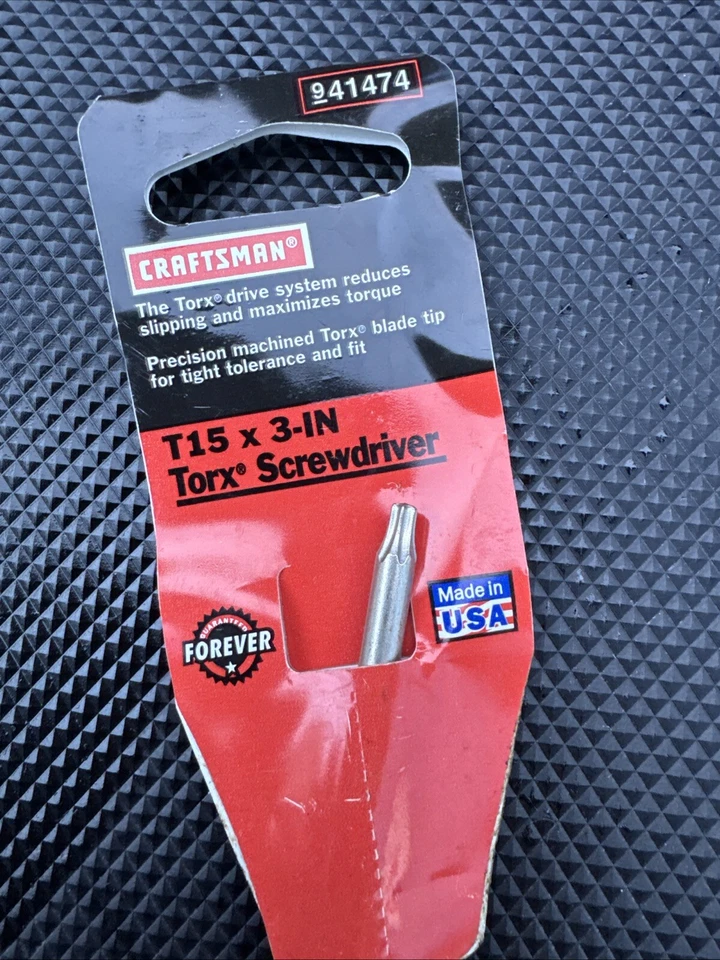 941474
CRAFTSMAN®
The Torx® drive system reduces
slipping and maximizes torque
Precision machined Torx® blade tip
for tight tolerance and fit
T15 x 3-IN
Torx® Screwdriver
Made in
USA
GUARANTEED
FOREVER